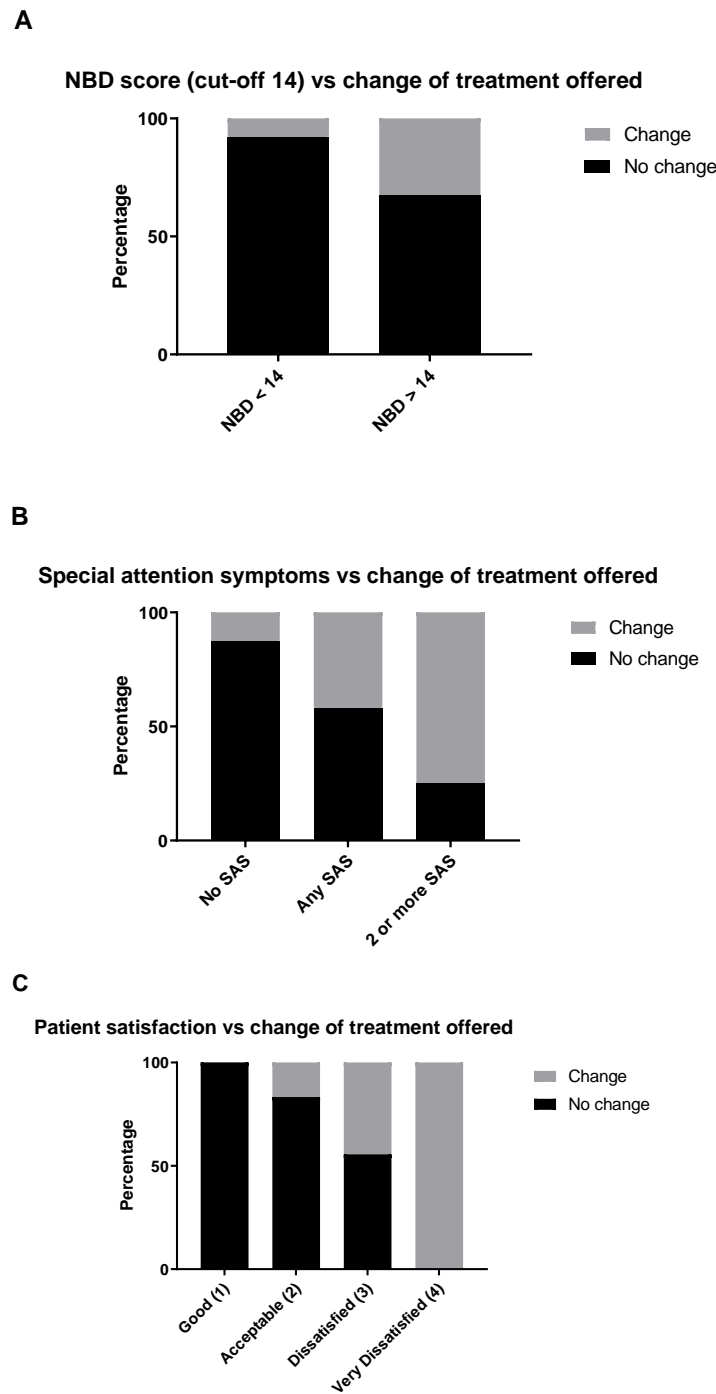 A
NBD score (cut-off 14) vs change of treatment offered
100
50
0
Percentage
NBD < 14
NBD > 14
Change
No change
B
Special attention symptoms vs change of treatment offered
100
50
0
Percentage
No SAS
Any SAS
2 or more SAS
Change
No change
C
Patient satisfaction vs change of treatment offered
100
50
0
Percentage
Good (1)
Acceptable (2)
Dissatisfied (3)
Very Dissatisfied (4)
Change
No change